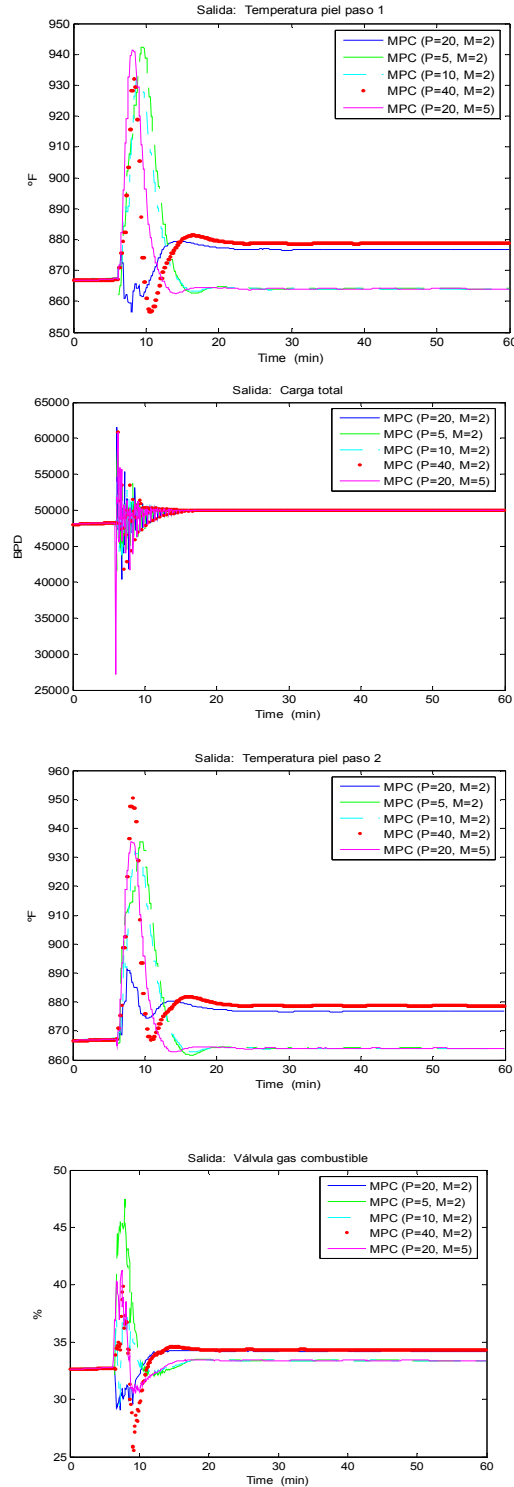 Salida: Temperatura piel paso 1
950
940
930
920
910
900
890
880
870
860
850
°F
0 10 20 30 40 50 60
Time (min)
MPC (P=20, M=2)
MPC (P=5, M=2)
MPC (P=10, M=2)
MPC (P=40, M=2)
MPC (P=20, M=5)
Salida: Carga total
65000
60000
55000
50000
45000
40000
35000
30000
25000
BPD
0 10 20 30 40 50 60
Time (min)
MPC (P=20, M=2)
MPC (P=5, M=2)
MPC (P=10, M=2)
MPC (P=40, M=2)
MPC (P=20, M=5)
Salida: Temperatura piel paso 2
960
950
940
930
920
910
900
890
880
870
860
°F
0 10 20 30 40 50 60
Time (min)
MPC (P=20, M=2)
MPC (P=5, M=2)
MPC (P=10, M=2)
MPC (P=40, M=2)
MPC (P=20, M=5)
Salida: Válvula gas combustible
50
45
40
35
30
25
%
0 10 20 30 40 50 60
Time (min)
MPC (P=20, M=2)
MPC (P=5, M=2)
MPC (P=10, M=2)
MPC (P=40, M=2)
MPC (P=20, M=5)